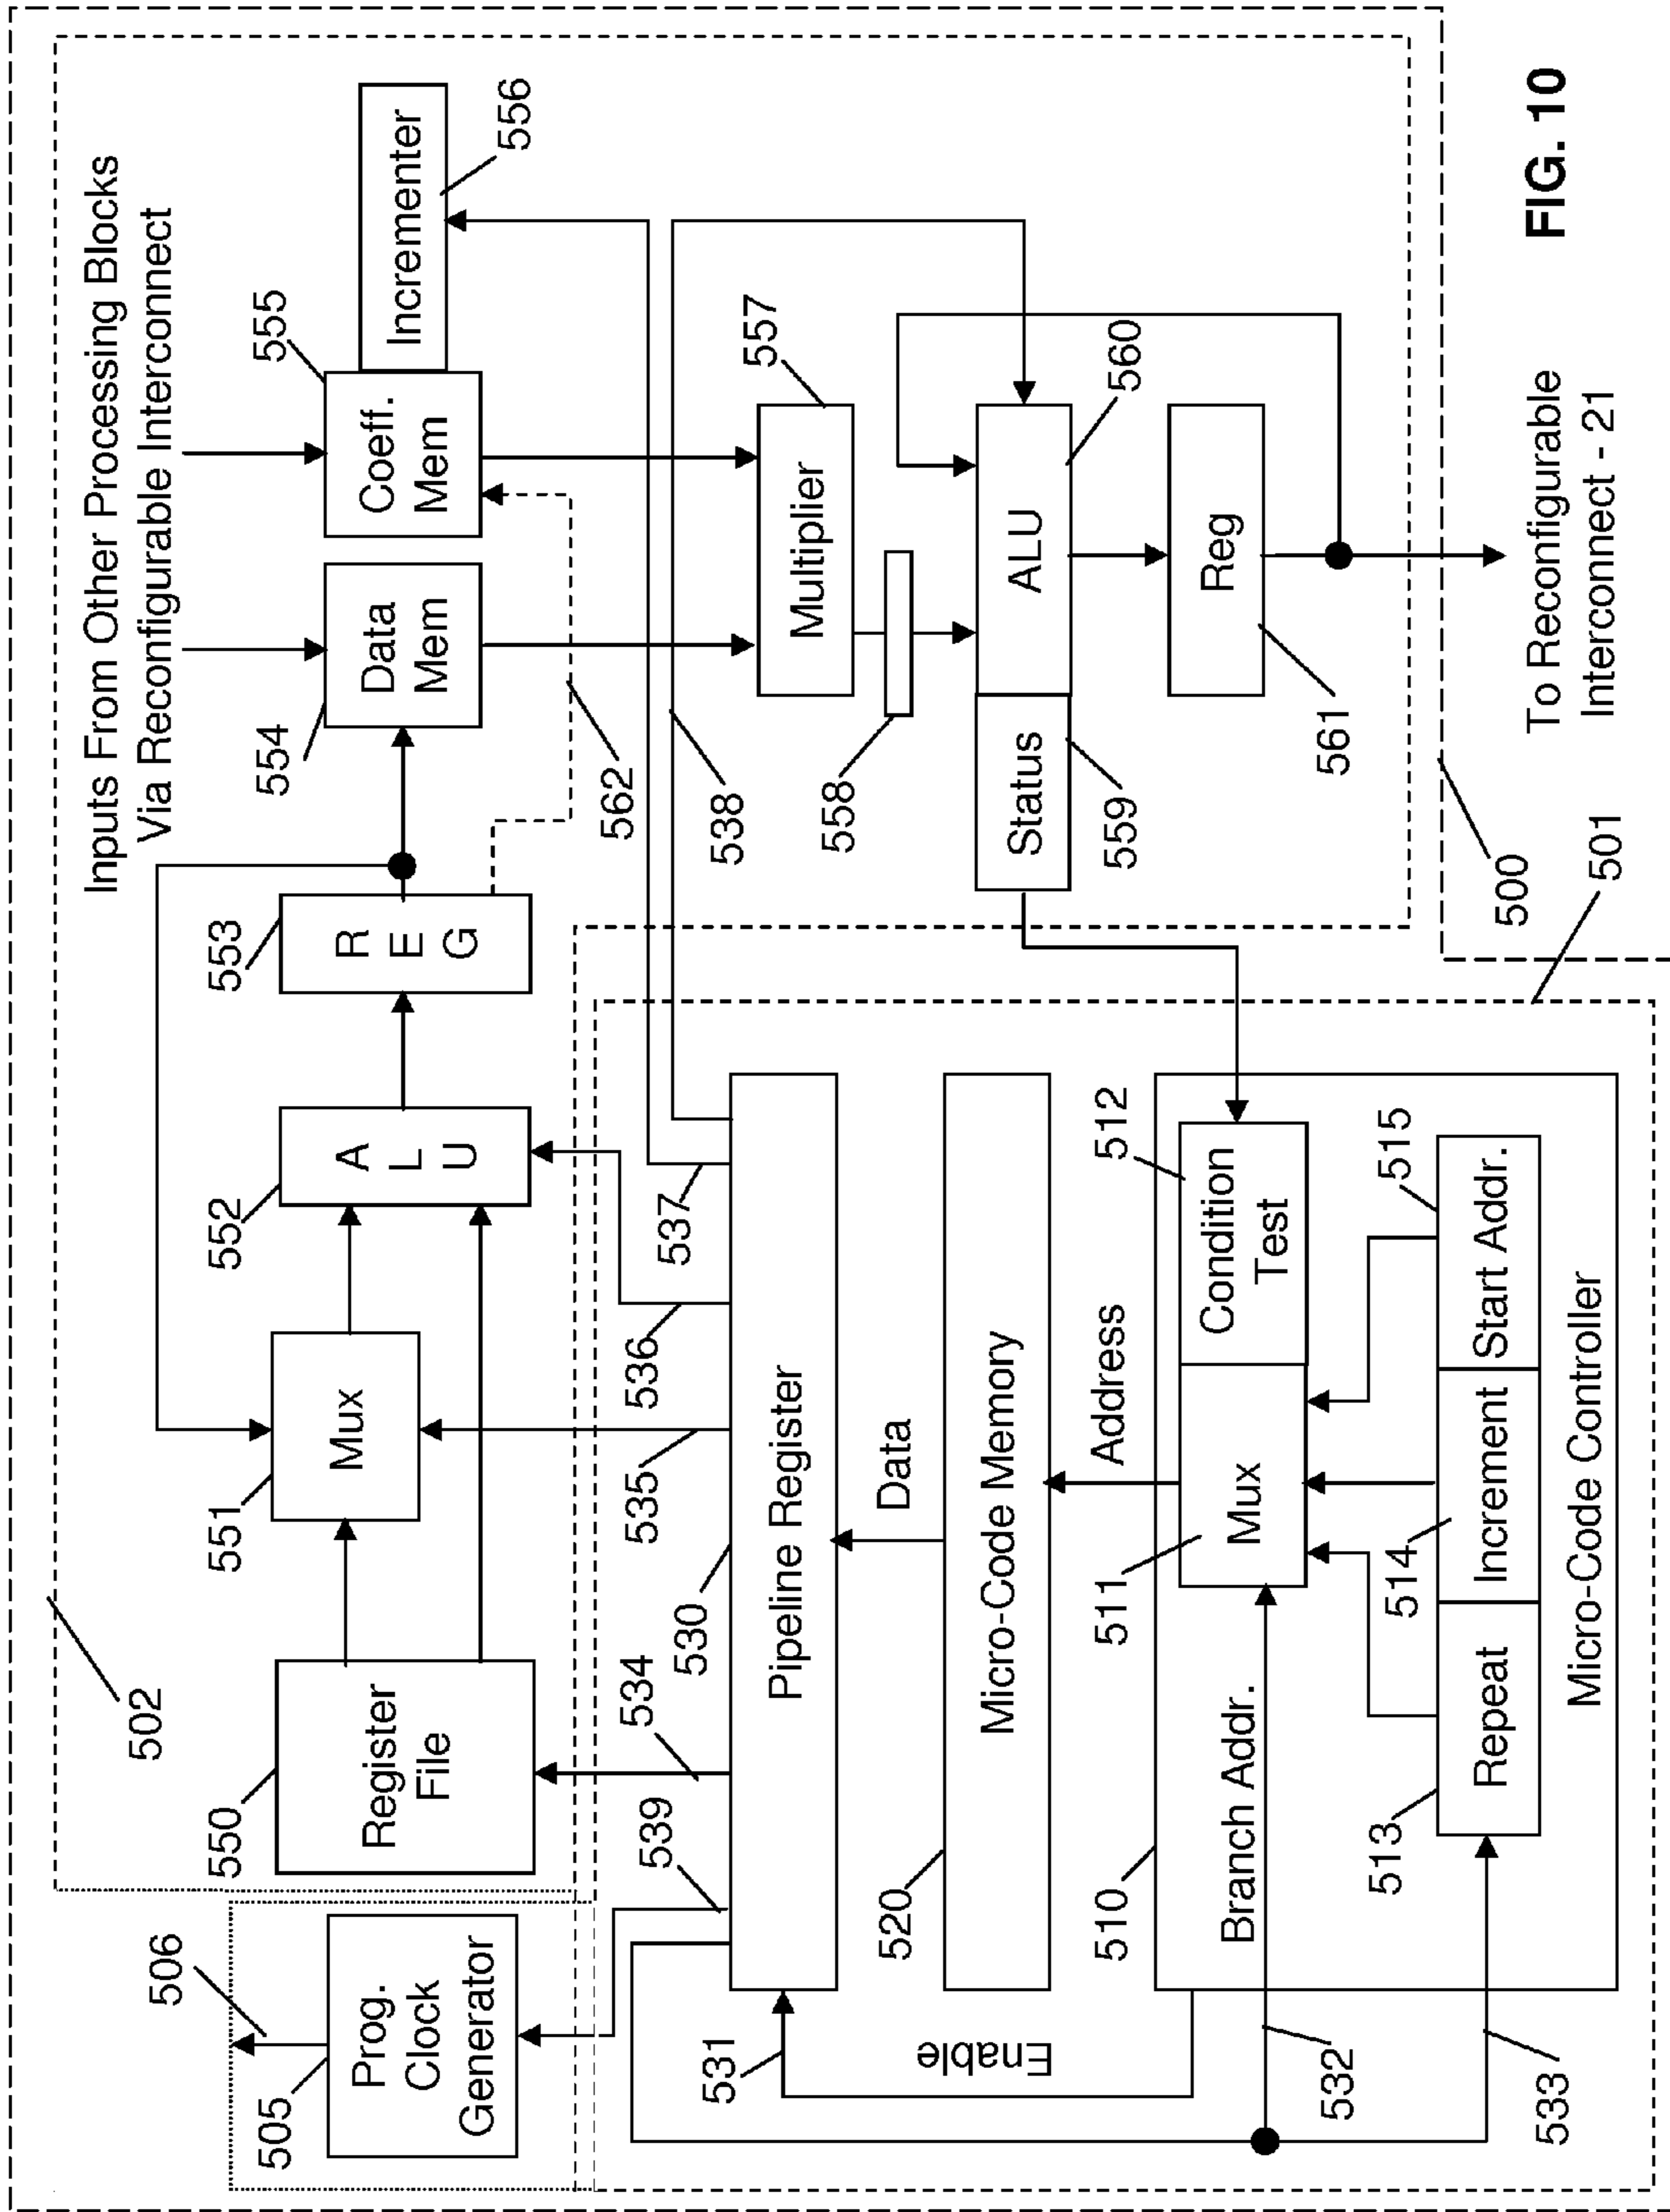 Inputs From Other Processing Blocks
Via Reconfigurable Interconnect
506
505
Prog.
Clock
Generator
502
550
Register
File
551
Mux
552
A
L
U
553
R
E
G
554
Data
Mem
555
Coeff.
Mem
Incrementer
556
539
534
530
535
536
537
562
538
557
Multiplier
558
Status
559
ALU
560
Reg
561
531
Enable
Pipeline Register
Data
520
Micro-Code Memory
Address
510
Branch Addr.
511
Mux
512
Condition
Test
532
533
513
Repeat
514
Increment
515
Start Addr.
Micro-Code Controller
500
501
To Reconfigurable
Interconnect - 21
FIG. 10